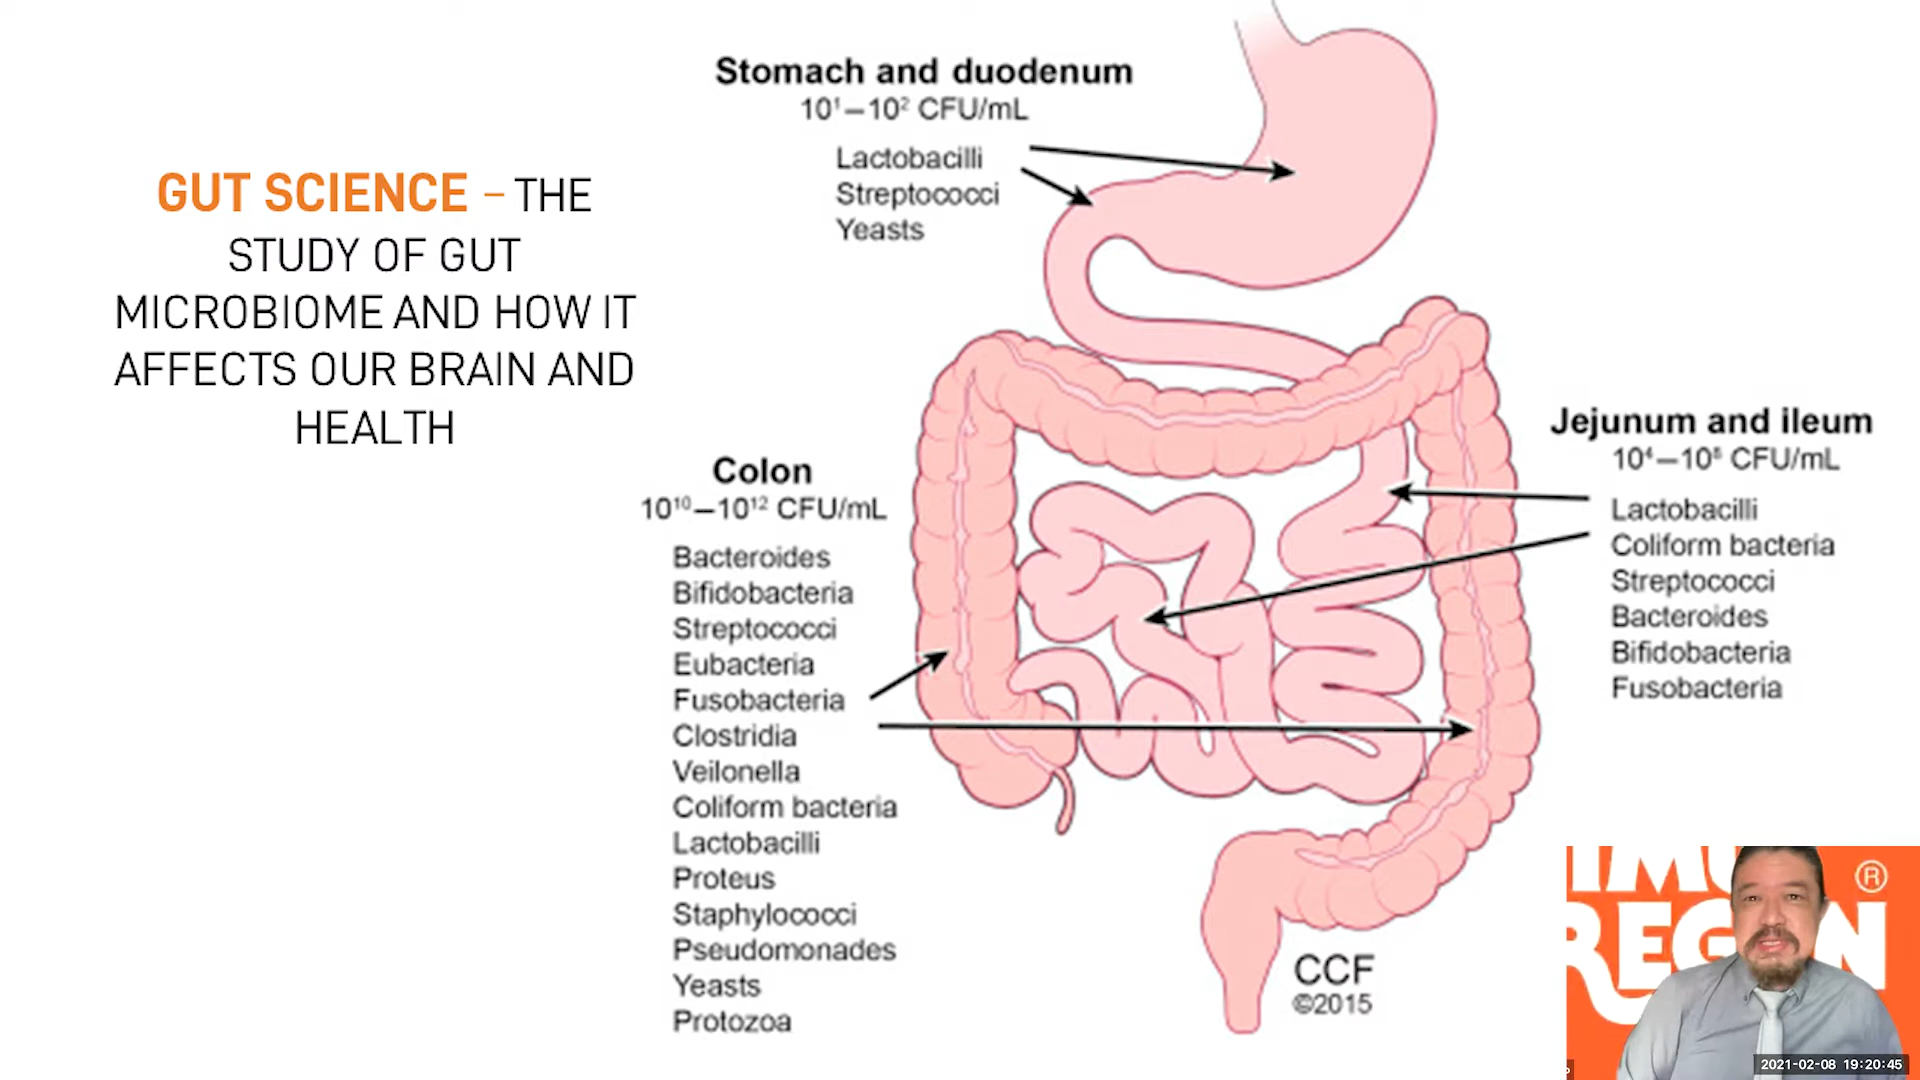 GUT SCIENCE – THE
STUDY OF GUT
MICROBIOME AND HOW IT
AFFECTS OUR BRAIN AND
HEALTH
Stomach and duodenum
10¹–10² CFU/mL
Lactobacilli
Streptococci
Yeasts
Colon
10¹⁰–10¹² CFU/mL
Bacteroides
Bifidobacteria
Streptococci
Eubacteria
Fusobacteria
Clostridia
Veilonella
Coliform bacteria
Lactobacilli
Proteus
Staphylococci
Pseudomonades
Yeasts
Protozoa
Jejunum and ileum
10⁴–10⁸ CFU/mL
Lactobacilli
Coliform bacteria
Streptococci
Bacteroides
Bifidobacteria
Fusobacteria
CCF
©2015
®
2021-02-08 19:20:45